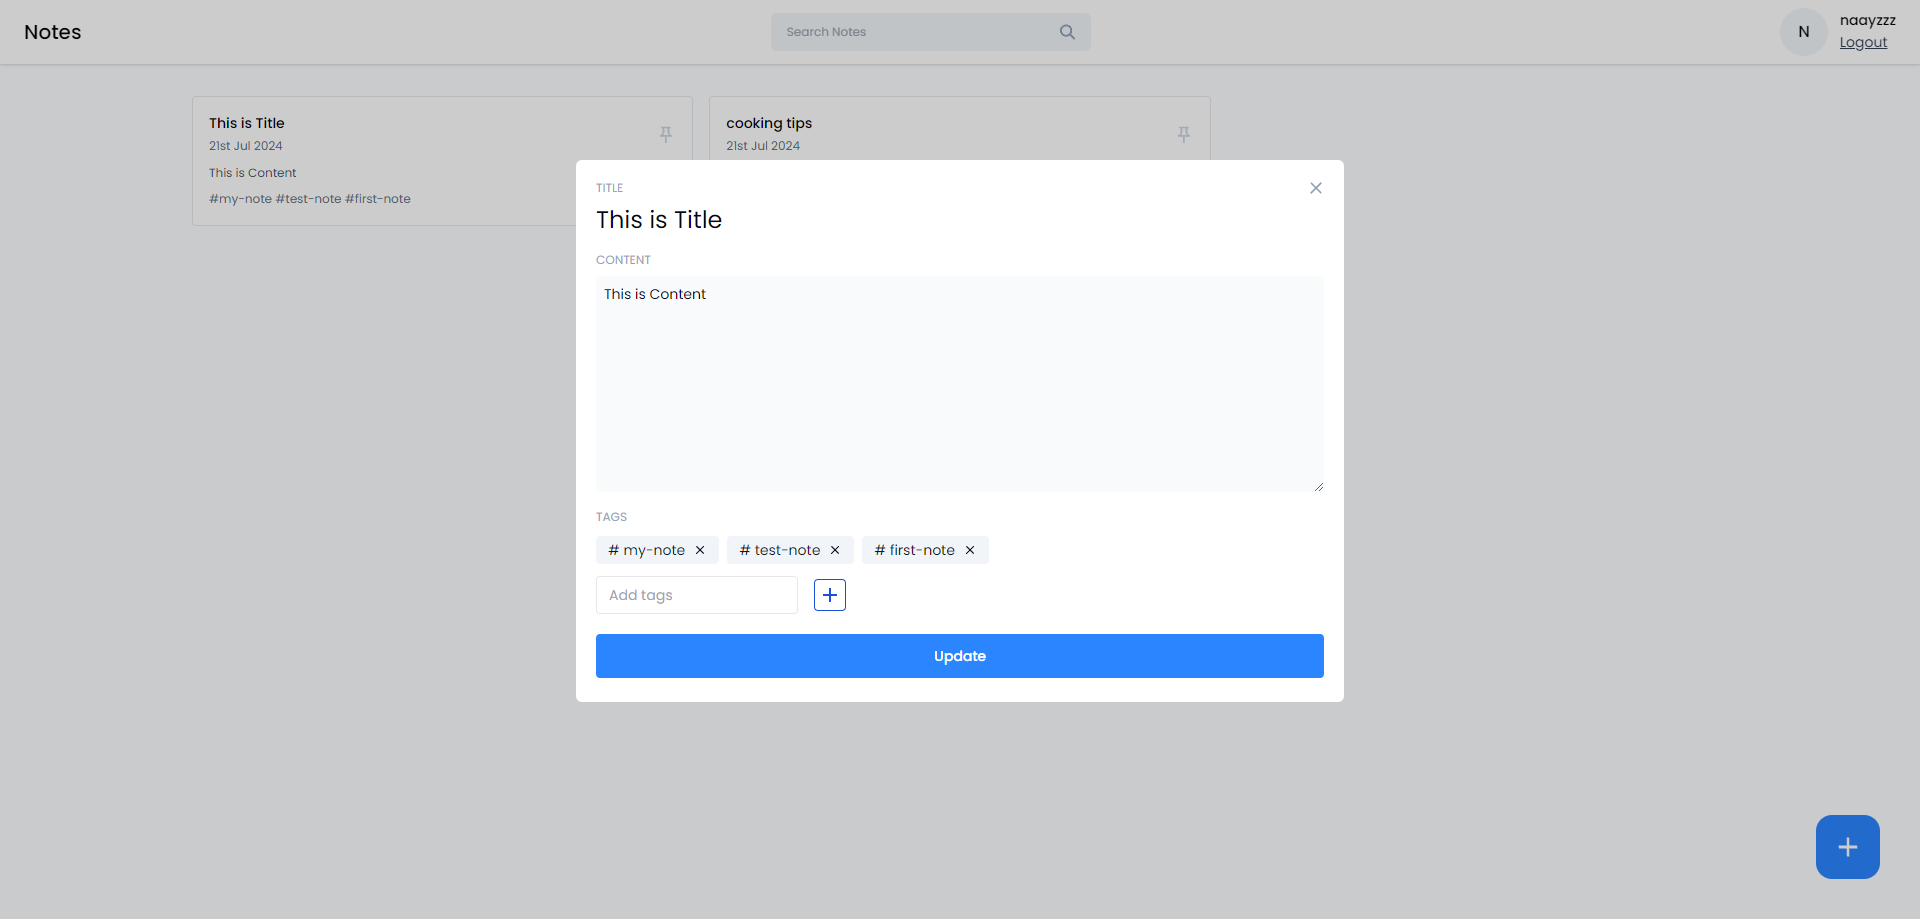 Notes
Search Notes
N
naayzzz
Logout
This is Title
21st Jul 2024
This is Content
#my-note #test-note #first-note
cooking tips
21st Jul 2024
TITLE
This is Title
CONTENT
This is Content
TAGS
# my-note
# test-note
# first-note
Add tags
Update